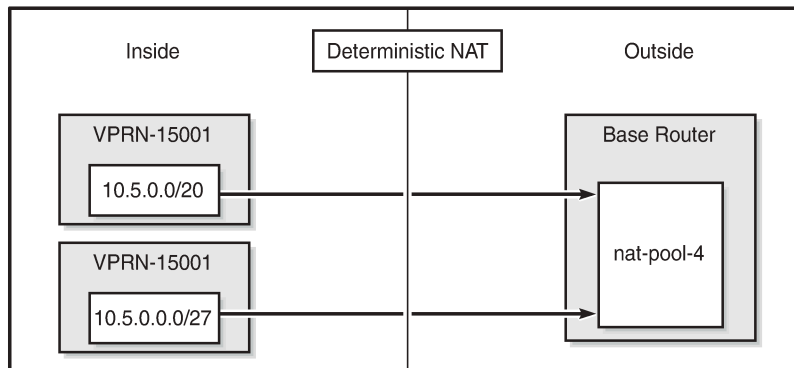 Inside
Deterministic NAT
Outside
VPRN-15001
10.5.0.0/20
VPRN-15001
10.5.0.0.0/27
Base Router
nat-pool-4